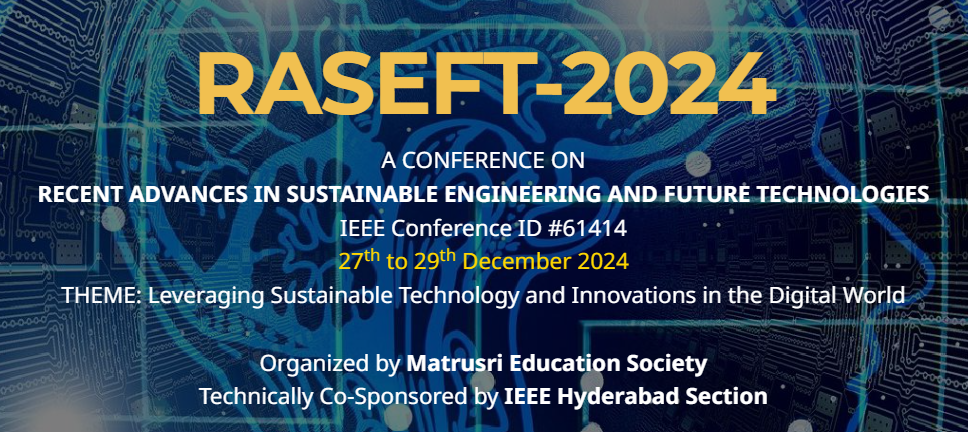 RASEFT-2024
A CONFERENCE ON
RECENT ADVANCES IN SUSTAINABLE ENGINEERING AND FUTURE TECHNOLOGIES
IEEE Conference ID #61414
27th to 29th December 2024
THEME: Leveraging Sustainable Technology and Innovations in the Digital World
Organized by Matrusri Education Society
Technically Co-Sponsored by IEEE Hyderabad Section